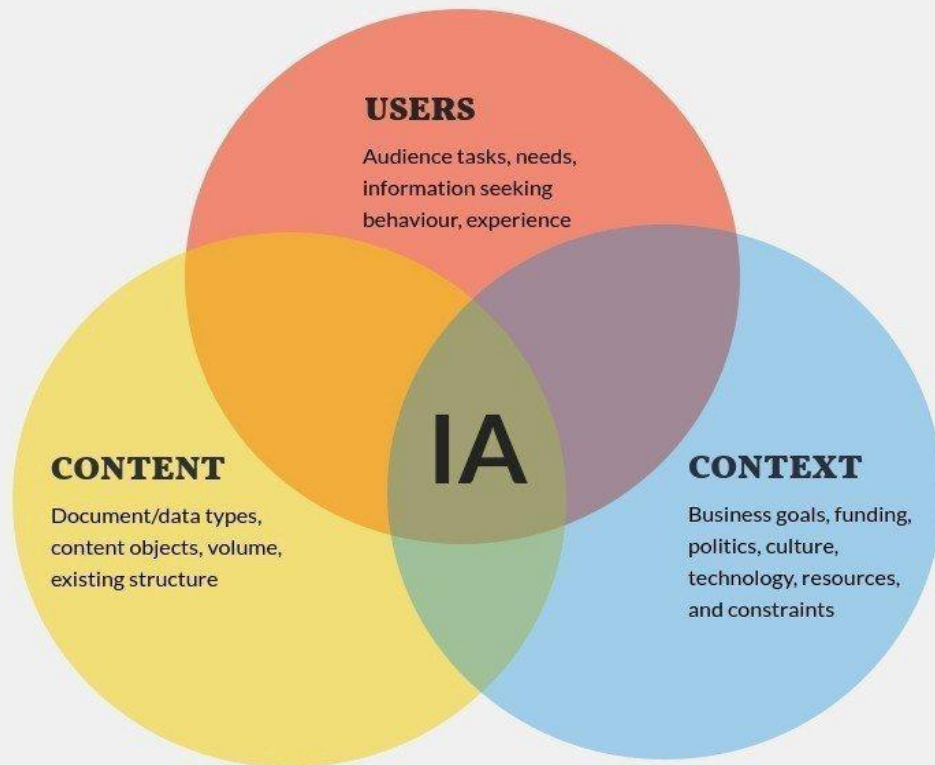 USERS
Audience tasks, needs,
information seeking
behaviour, experience
IA
CONTENT
Document/data types,
content objects, volume,
existing structure
CONTEXT
Business goals, funding,
politics, culture,
technology, resources,
and constraints